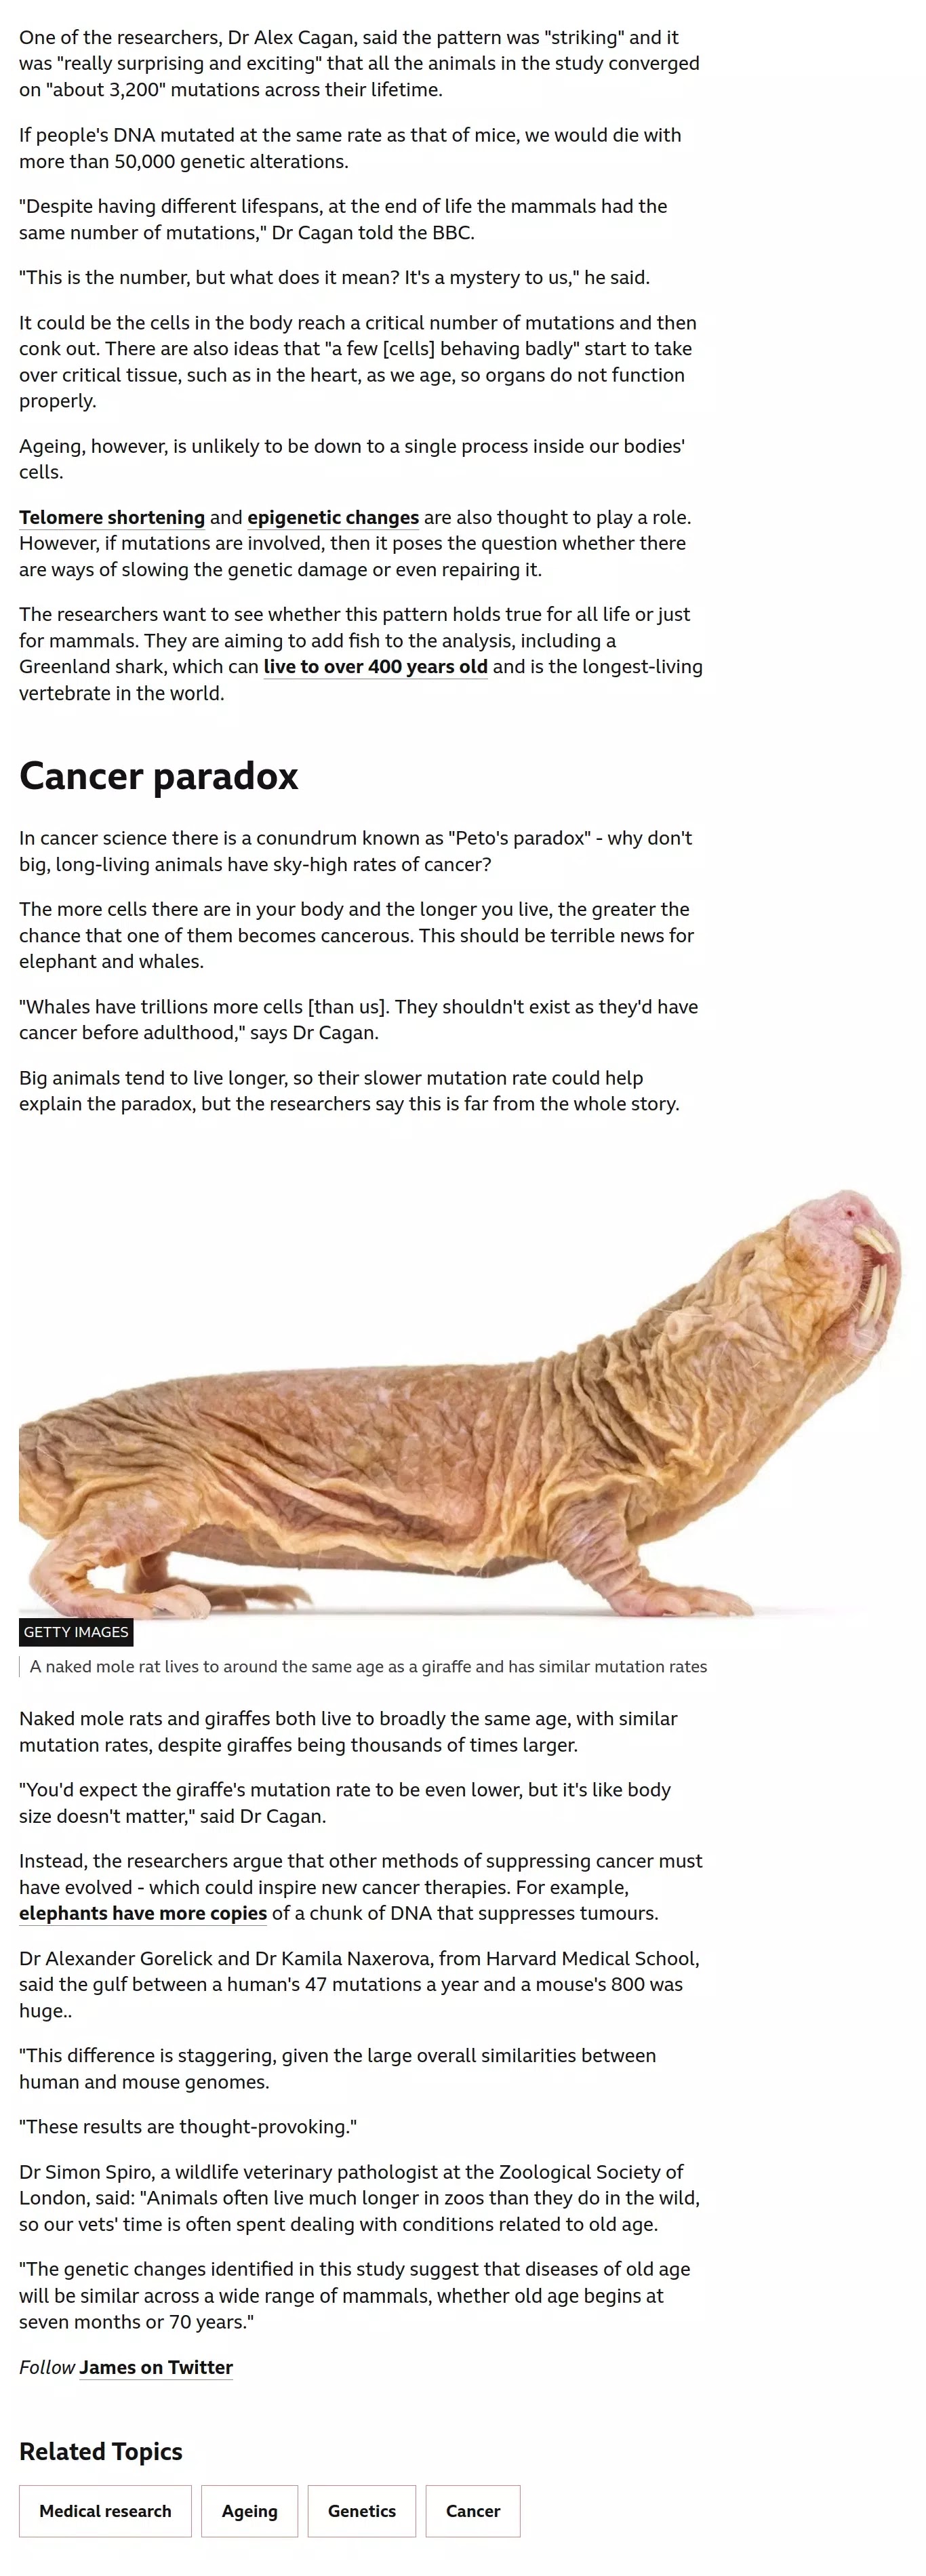 One of the researchers, Dr Alex Cagan, said the pattern was "striking" and it
was "really surprising and exciting" that all the animals in the study converged
on "about 3,200" mutations across their lifetime.
If people's DNA mutated at the same rate as that of mice, we would die with
more than 50,000 genetic alterations.
"Despite having different lifespans, at the end of life the mammals had the
same number of mutations," Dr Cagan told the BBC.
"This is the number, but what does it mean? It's a mystery to us," he said.
It could be the cells in the body reach a critical number of mutations and then
conk out. There are also ideas that "a few [cells] behaving badly" start to take
over critical tissue, such as in the heart, as we age, so organs do not function
properly.
Ageing, however, is unlikely to be down to a single process inside our bodies'
cells.
Telomere shortening and epigenetic changes are also thought to play a role.
However, if mutations are involved, then it poses the question whether there
are ways of slowing the genetic damage or even repairing it.
The researchers want to see whether this pattern holds true for all life or just
for mammals. They are aiming to add fish to the analysis, including a
Greenland shark, which can live to over 400 years old and is the longest-living
vertebrate in the world.
Cancer paradox
In cancer science there is a conundrum known as "Peto's paradox" - why don't
big, long-living animals have sky-high rates of cancer?
The more cells there are in your body and the longer you live, the greater the
chance that one of them becomes cancerous. This should be terrible news for
elephant and whales.
"Whales have trillions more cells [than us]. They shouldn't exist as they'd have
cancer before adulthood," says Dr Cagan.
Big animals tend to live longer, so their slower mutation rate could help
explain the paradox, but the researchers say this is far from the whole story.
GETTY IMAGES
A naked mole rat lives to around the same age as a giraffe and has similar mutation rates
Naked mole rats and giraffes both live to broadly the same age, with similar
mutation rates, despite giraffes being thousands of times larger.
"You'd expect the giraffe's mutation rate to be even lower, but it's like body
size doesn't matter," said Dr Cagan.
Instead, the researchers argue that other methods of suppressing cancer must
have evolved - which could inspire new cancer therapies. For example,
elephants have more copies of a chunk of DNA that suppresses tumours.
Dr Alexander Gorelick and Dr Kamila Naxerova, from Harvard Medical School,
said the gulf between a human's 47 mutations a year and a mouse's 800 was
huge..
"This difference is staggering, given the large overall similarities between
human and mouse genomes.
"These results are thought-provoking."
Dr Simon Spiro, a wildlife veterinary pathologist at the Zoological Society of
London, said: "Animals often live much longer in zoos than they do in the wild,
so our vets' time is often spent dealing with conditions related to old age.
"The genetic changes identified in this study suggest that diseases of old age
will be similar across a wide range of mammals, whether old age begins at
seven months or 70 years."
Follow James on Twitter
Related Topics
Medical research
Ageing
Genetics
Cancer